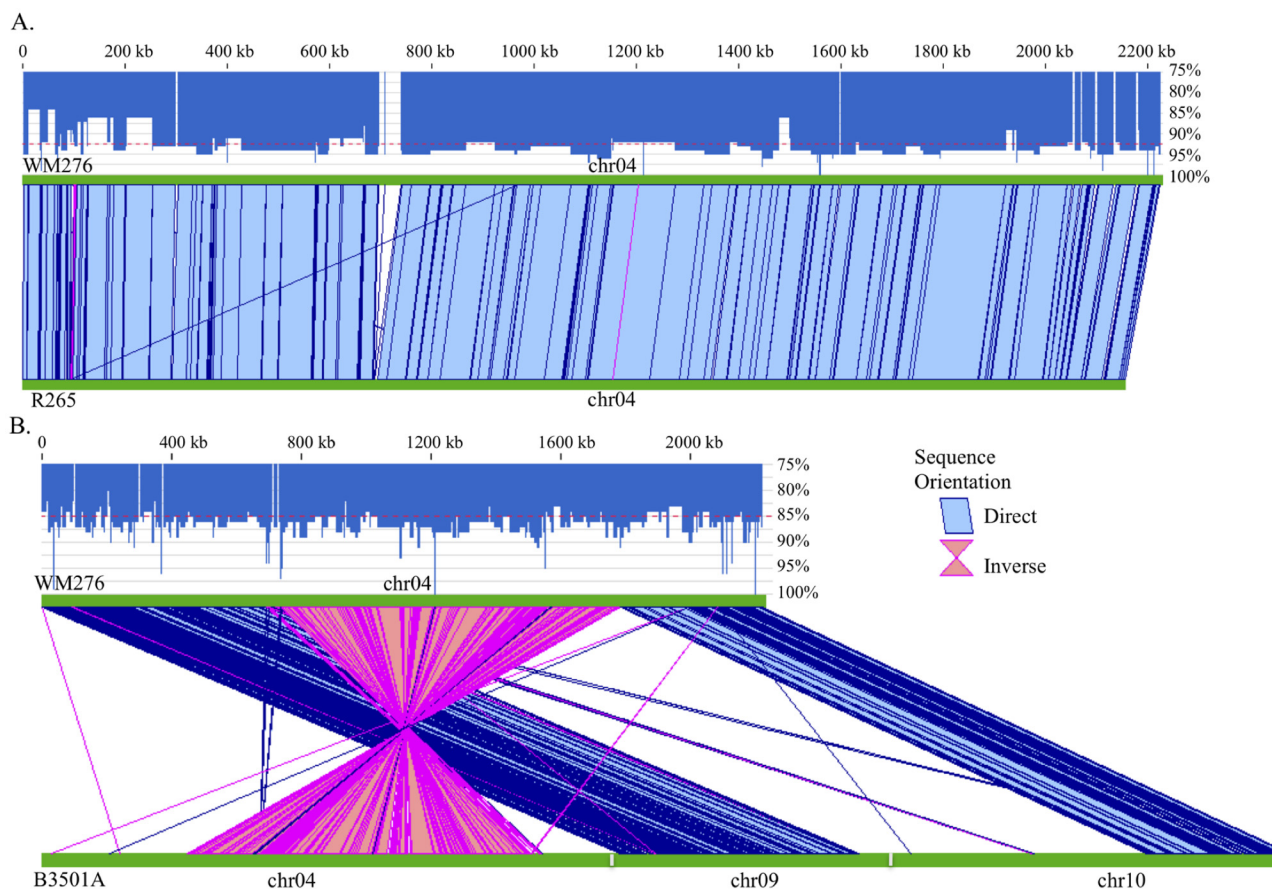 A.
0 200 kb 400 kb 600 kb 800 kb 1000 kb 1200 kb 1400 kb 1600 kb 1800 kb 2000 kb 2200 kb
75%
80%
85%
90%
95%
100%
WM276 chr04
R265 chr04
B.
0 400 kb 800 kb 1200 kb 1600 kb 2000 kb
75%
80%
85%
90%
95%
100%
WM276 chr04
Sequence
Orientation
Direct
Inverse
B3501A chr04 chr09 chr10